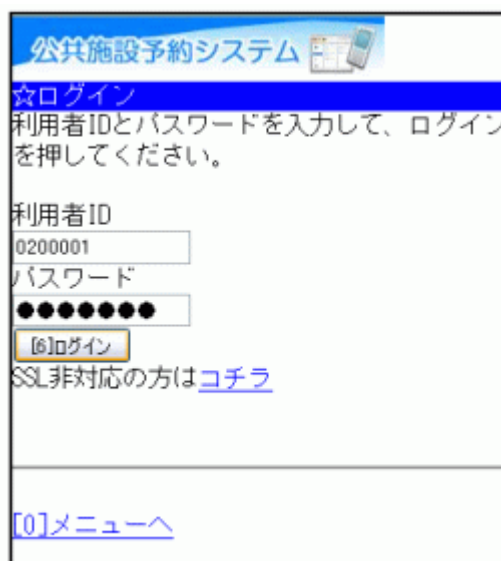 公共施設予約システム
☆ログイン
利用者IDとパスワードを入力して、ログイン
を押してください。
利用者ID
0200001
パスワード
●●●●●●●
[6]ログイン
SSL非対応の方はコチラ
[0]メニューへ